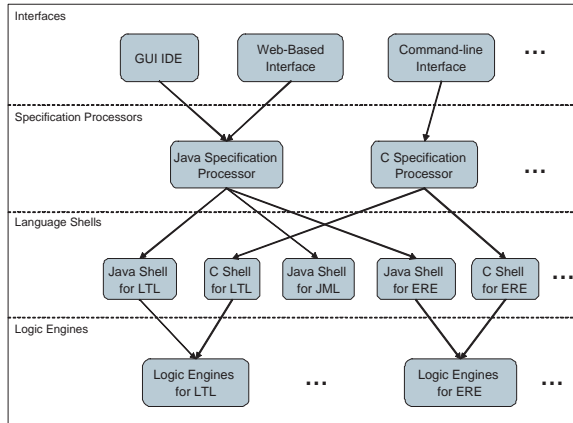 Interfaces
GUI IDE
Web-Based
Interface
Command-line
Interface
...
Specification Processors
Java Specification
Processor
C Specification
Processor
...
Language Shells
Java Shell
for LTL
C Shell
for LTL
Java Shell
for JML
Java Shell
for ERE
C Shell
for ERE
...
Logic Engines
Logic Engines
for LTL
...
Logic Engines
for ERE
...